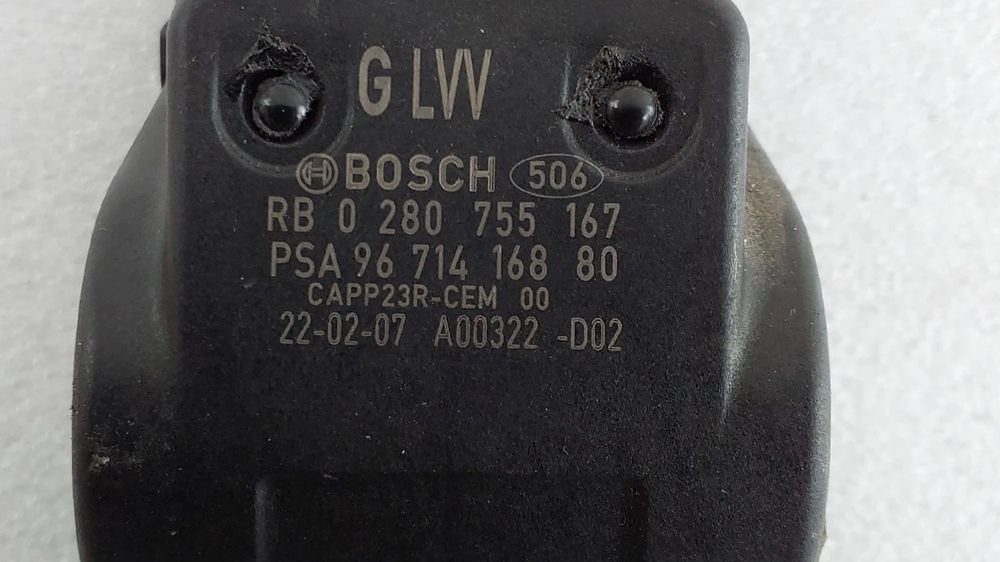 G LW
BOSCH 506
RB 0 280 755 167
PSA 96 714 168 80
CAPP23R-CEM 00
22-02-07 A00322 -D02